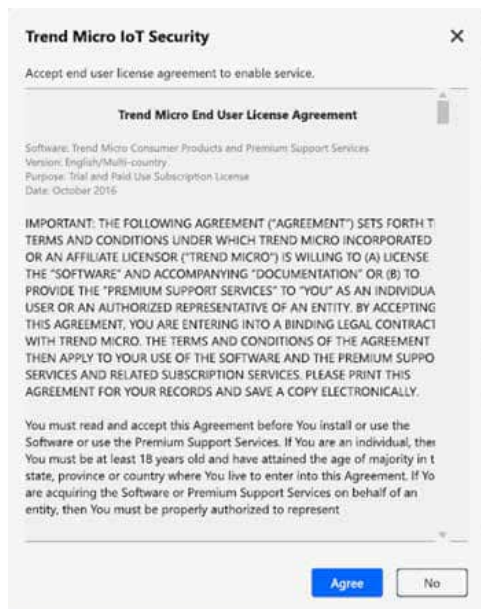 Trend Micro IoT Security
Accept end user license agreement to enable service.
Trend Micro End User License Agreement
Software: Trend Micro Consumer Products and Premium Support Services
Version: English/Multi-country
Purpose: Trial and Paid Use Subscription License
Date: October 2016
IMPORTANT: THE FOLLOWING AGREEMENT ("AGREEMENT") SETS FORTH T
TERMS AND CONDITIONS UNDER WHICH TREND MICRO INCORPORATED
OR AN AFFILIATE LICENSOR ("TREND MICRO") IS WILLING TO (A) LICENSE
THE "SOFTWARE" AND ACCOMPANYING "DOCUMENTATION" OR (B) TO
PROVIDE THE "PREMIUM SUPPORT SERVICES" TO "YOU" AS AN INDIVIDUA
USER OR AN AUTHORIZED REPRESENTATIVE OF AN ENTITY. BY ACCEPTING
THIS AGREEMENT, YOU ARE ENTERING INTO A BINDING LEGAL CONTRACT
WITH TREND MICRO. THE TERMS AND CONDITIONS OF THE AGREEMENT
THEN APPLY TO YOUR USE OF THE SOFTWARE AND THE PREMIUM SUPPO
SERVICES AND RELATED SUBSCRIPTION SERVICES. PLEASE PRINT THIS
AGREEMENT FOR YOUR RECORDS AND SAVE A COPY ELECTRONICALLY.
You must read and accept this Agreement before You install or use the
Software or use the Premium Support Services. If You are an individual, then
You must be at least 18 years old and have attained the age of majority in t
state, province or country where You live to enter into this Agreement. If Yo
are acquiring the Software or Premium Support Services on behalf of an
entity, then You must be properly authorized to represent
Agree
No